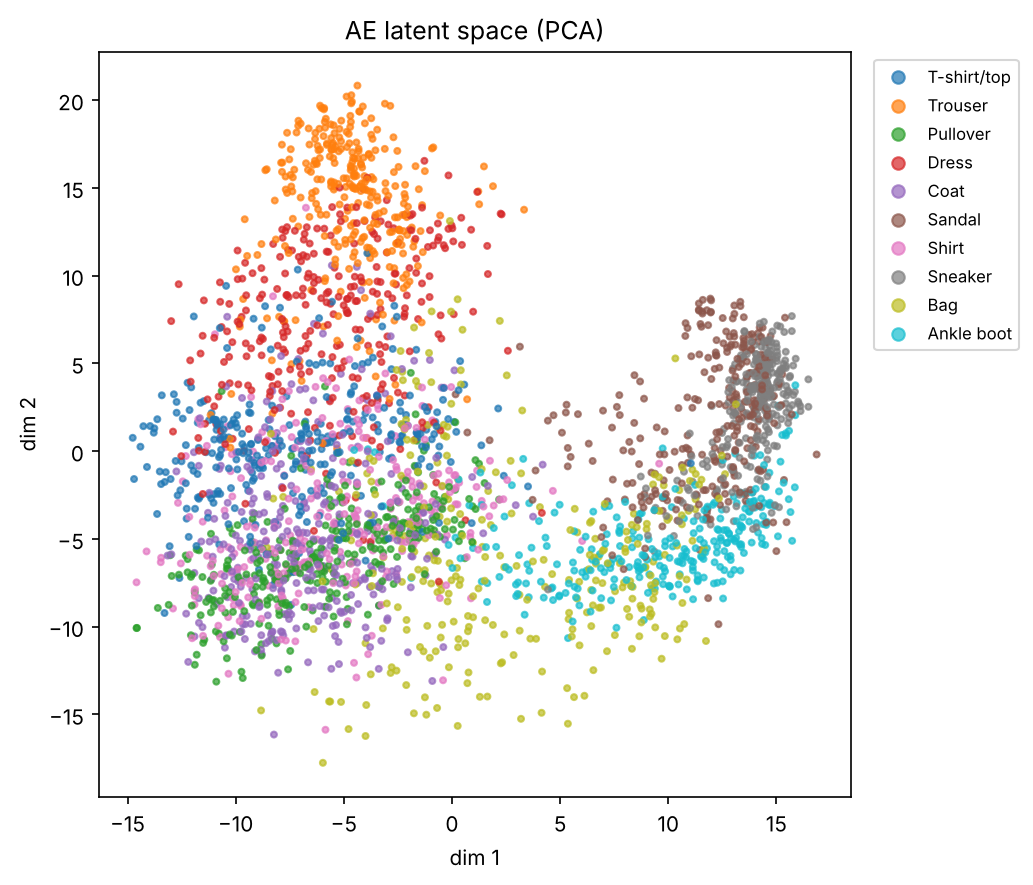 AE latent space (PCA)
T-shirt/top
Trouser
Pullover
Dress
Coat
Sandal
Shirt
Sneaker
Bag
Ankle boot
20
15
10
5
0
−5
−10
−15
dim 2
−15
−10
−5
0
5
10
15
dim 1